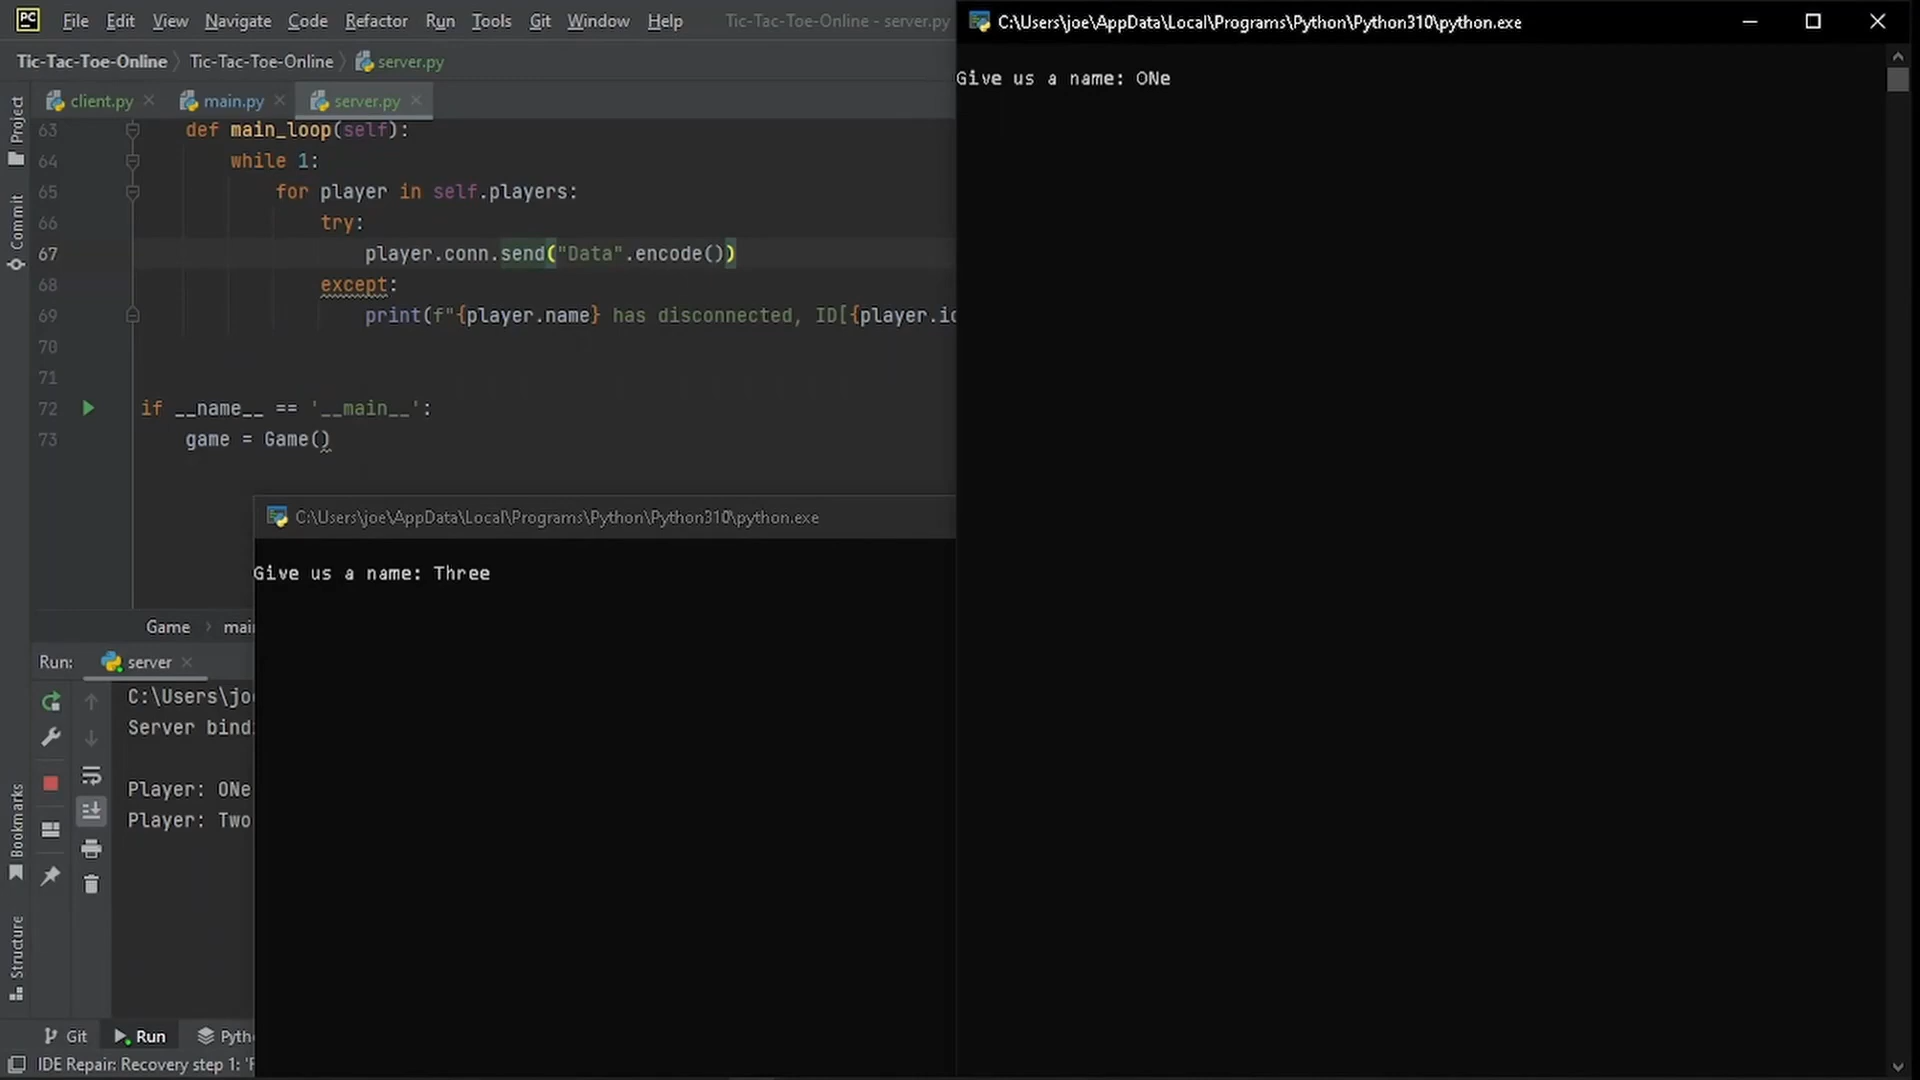 PC File Edit View Navigate Code Refactor Run Tools Git Window Help Tic-Tac-Toe-Online - server.py
Tic-Tac-Toe-Online Tic-Tac-Toe-Online server.py
client.py main.py server.py
Project
Commit
63 def main_loop(self):
64 while 1:
65 for player in self.players:
66 try:
67 player.conn.send("Data".encode())
68 except:
69 print(f"{player.name} has disconnected, ID[{player.id
70
71
72 if __name__ == '__main__':
73 game = Game()
Game main
Run: server
C:\Users\joe
Server bind
Player: ONe
Player: Two
Bookmarks
Structure
Git Run Pyth
IDE Repair: Recovery step 1: '
C:\Users\joe\AppData\Local\Programs\Python\Python310\python.exe
Give us a name: Three
C:\Users\joe\AppData\Local\Programs\Python\Python310\python.exe
Give us a name: ONe